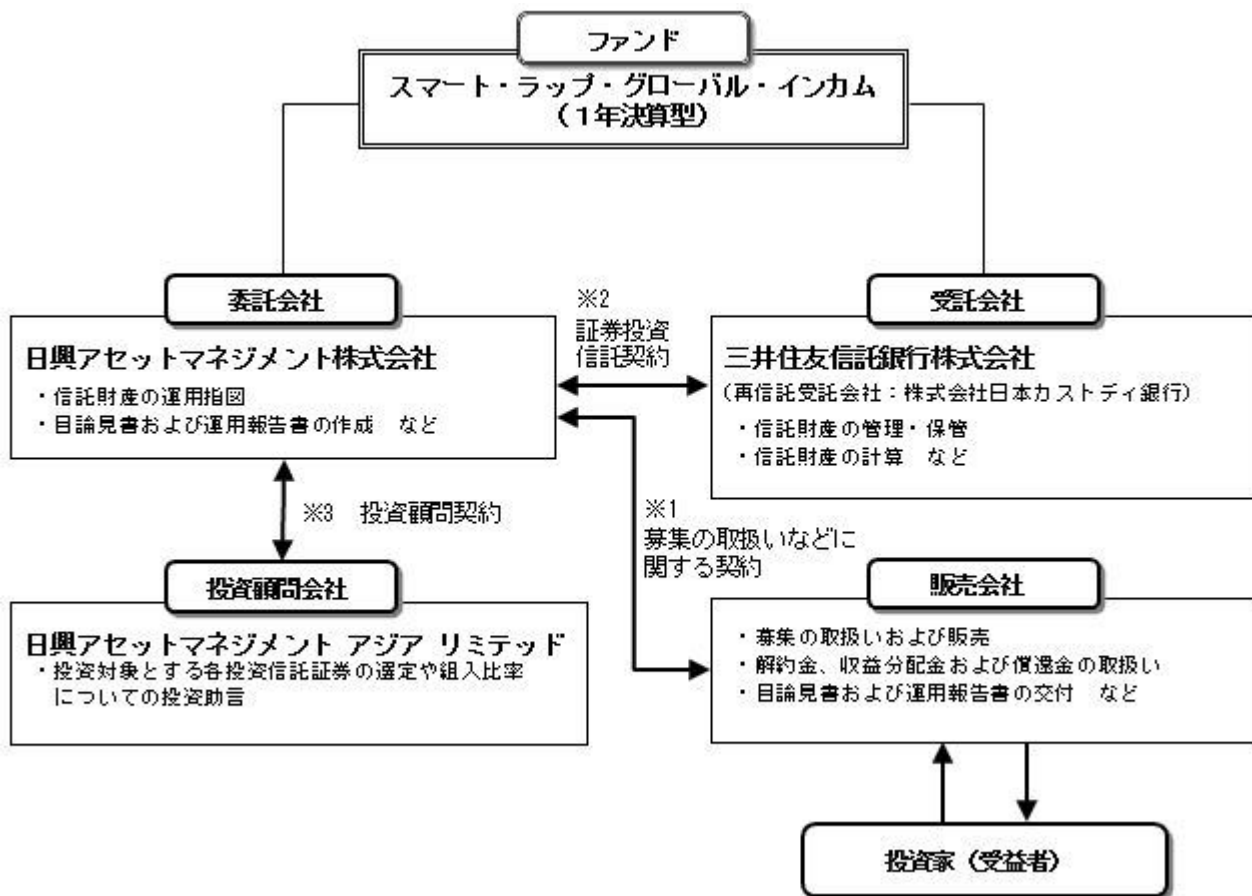 ファンド
スマート・ラップ・グローバル・インカム
（１年決算型）
委託会社
日興アセットマネジメント株式会社
・信託財産の運用指図
・目論見書および運用報告書の作成　など
※2
証券投資
信託契約
受託会社
三井住友信託銀行株式会社
（再信託受託会社：株式会社日本カストディ銀行）
・信託財産の管理・保管
・信託財産の計算　など
※3　投資顧問契約
※1
募集の取扱いなどに
関する契約
投資顧問会社
日興アセットマネジメント アジア リミテッド
・投資対象とする各投資信託証券の選定や組入比率
についての投資助言
販売会社
・募集の取扱いおよび販売
・解約金、収益分配金および償還金の取扱い
・目論見書および運用報告書の交付　など
投資家（受益者）